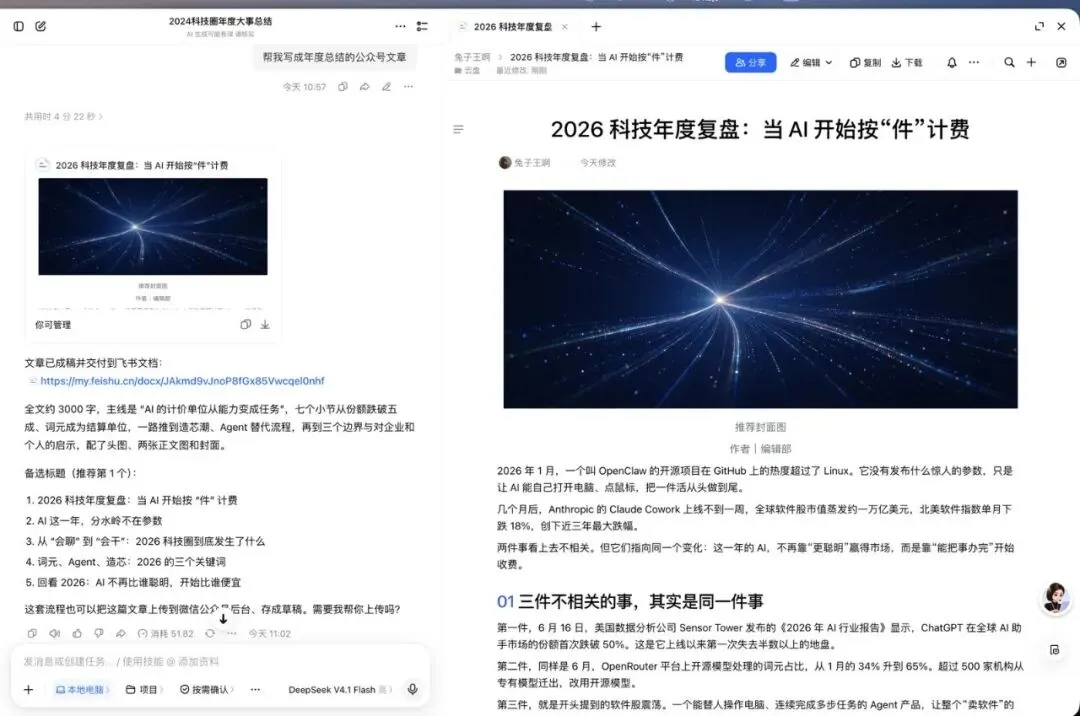 2024科技圈年度大事总结
AI 生成可能有误 请核实
帮我写成年度总结的公众号文章
今天 10:57
共用时 4 分 22 秒
2026 科技年度复盘：当 AI 开始按“件”计费
推荐封面图
作者｜编辑部
你可管理
文章已成稿并交付到飞书文档：
https://my.feishu.cn/docx/JAkmd9vJnoP8fGx85Vwcqel0nhf
全文约 3000 字，主线是 “AI 的计价单位从能力变成任务”，七个小节从份额跌破五
成、词元成为结算单位，一路推到造芯潮、Agent 替代流程，再到三个边界与对企业和
个人的启示，配了头图、两张正文图和封面。
备选标题（推荐第 1 个）：
1. 2026 科技年度复盘：当 AI 开始按 “件” 计费
2. AI 这一年，分水岭不在参数
3. 从 “会聊” 到 “会干”：2026 科技圈到底发生了什么
4. 词元、Agent、造芯：2026 的三个关键词
5. 回看 2026：AI 不再比谁聪明，开始比谁便宜
这套流程也可以把这篇文章上传到微信公众号后台、存成草稿。需要我帮你上传吗？
消耗 51.82
今天 11:02
发消息或创建任务... / 使用技能 @ 添加资料
本地电脑
项目
按需确认
DeepSeek V4.1 Flash 高
2026 科技年度复盘
兔子王啊
2026 科技年度复盘：当 AI 开始按“件”计费
云盘
最近修改: 刚刚
分享
编辑
复制
下载
2026 科技年度复盘：当 AI 开始按“件”计费
兔子王啊
今天修改
推荐封面图
作者｜编辑部
2026 年 1 月，一个叫 OpenClaw 的开源项目在 GitHub 上的热度超过了 Linux。它没有发布什么惊人的参数，只是
让 AI 能自己打开电脑、点鼠标，把一件活从头做到尾。
几个月后，Anthropic 的 Claude Cowork 上线不到一周，全球软件股市值蒸发约一万亿美元，北美软件指数单月下
跌 18%，创下近三年最大跌幅。
两件事看上去不相关。但它们指向同一个变化：这一年的 AI，不再靠“更聪明”赢得市场，而是靠“能把事办完”开始
收费。
01 三件不相关的事，其实是同一件事
第一件，6 月 16 日，美国数据分析公司 Sensor Tower 发布的《2026 年 AI 行业报告》显示，ChatGPT 在全球 AI 助
手市场的份额首次跌破 50%。这是它上线以来第一次失去半数以上的地盘。
第二件，同样是 6 月，OpenRouter 平台上开源模型处理的词元占比，从 1 月的 34% 升到 65%。超过 500 家机构从
专有模型迁出，改用开源模型。
第三件，就是开头提到的软件股震荡。一个能替人操作电脑、连续完成多步任务的 Agent 产品，让整个“卖软件”的